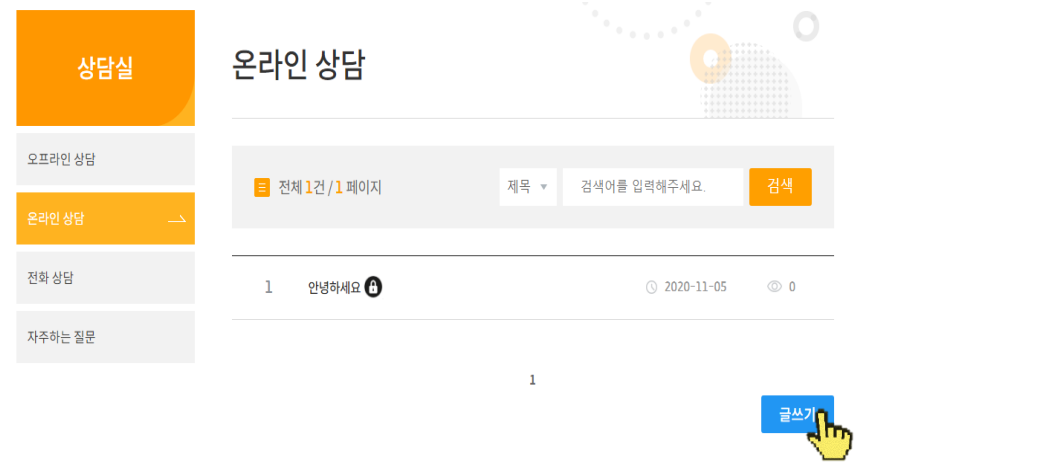 상담실
오프라인 상담
온라인 상담
전화 상담
자주하는 질문
온라인 상담
전체 1건 / 1 페이지
제목
검색어를 입력해주세요.
검색
1 안녕하세요 2020-11-05 0
1
글쓰기